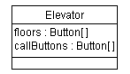 Elevator
floors : Button[]
callButtons : Button[]